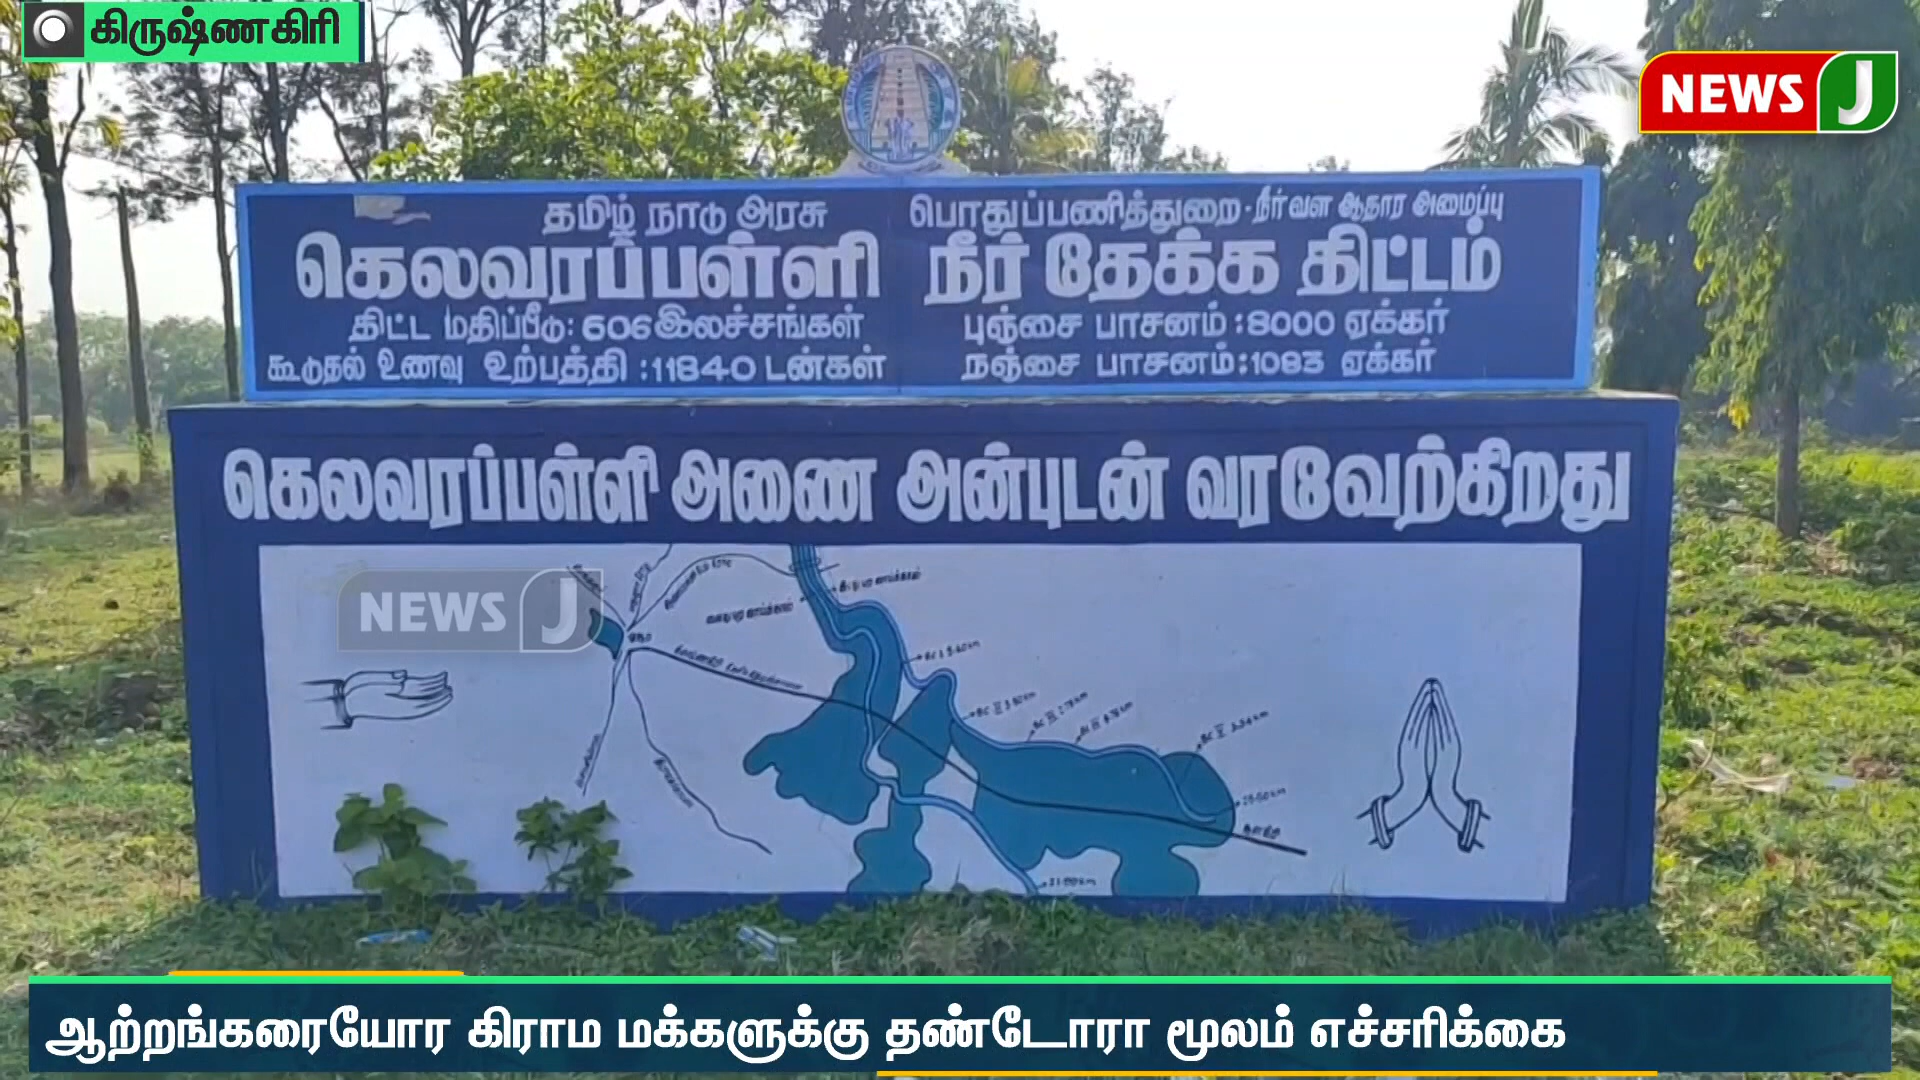 கிருஷ்ணகிரி
NEWS J
தமிழ் நாடு அரசு பொதுப்பணித்துறை - நீர்வள ஆதார அமைப்பு
கெலவரப்பள்ளி நீர் தேக்க திட்டம்
திட்ட மதிப்பீடு: 606 இலச்சங்கள் புஞ்சை பாசனம் : 8000 ஏக்கர்
கூடுதல் உணவு உற்பத்தி : 11840 டன்கள் நஞ்சை பாசனம் : 1083 ஏக்கர்
கெலவரப்பள்ளி அணை அன்புடன் வரவேற்கிறது
NEWS J
ஆற்றங்கரையோர கிராம மக்களுக்கு தண்டோரா மூலம் எச்சரிக்கை